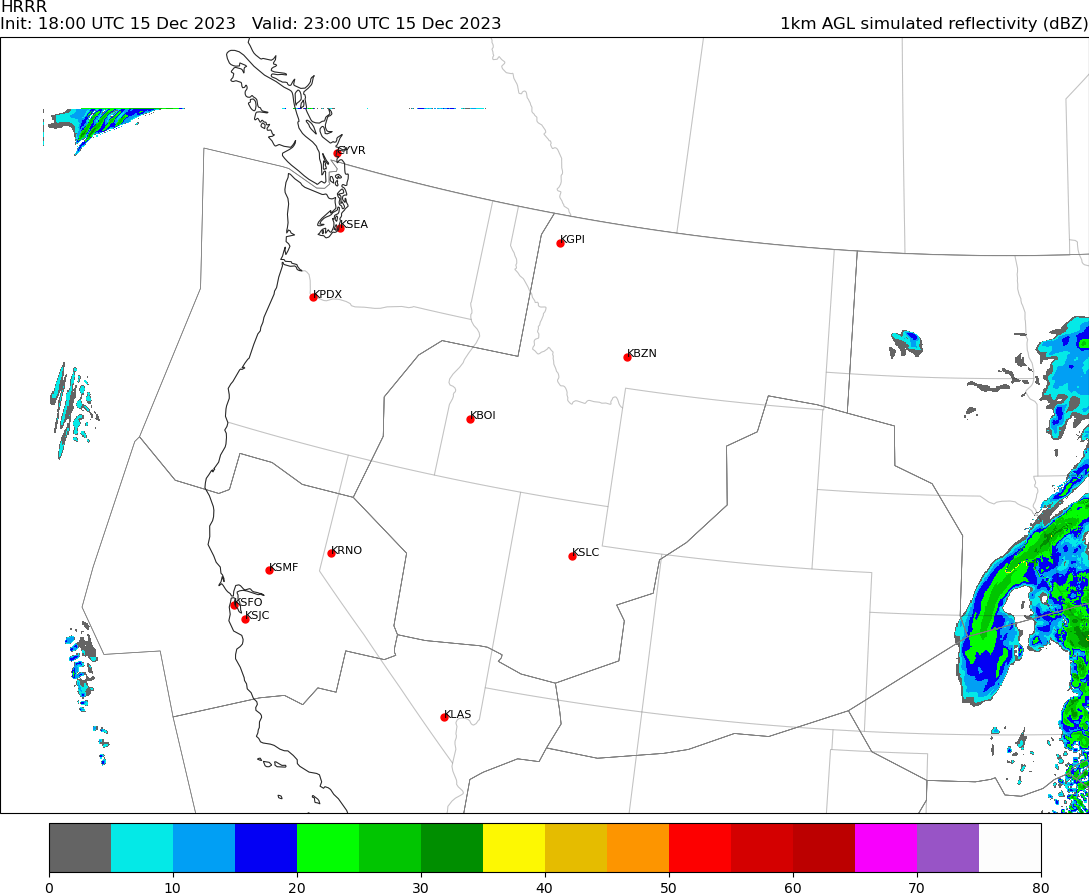 HRRR
Init: 18:00 UTC 15 Dec 2023   Valid: 23:00 UTC 15 Dec 2023   1km AGL simulated reflectivity (dBZ)
CYVR
KSEA
KGPI
KPDX
KBZN
KBOI
KRNO
KSLC
KSMF
KSFO
KSJC
KLAS
0 10 20 30 40 50 60 70 80